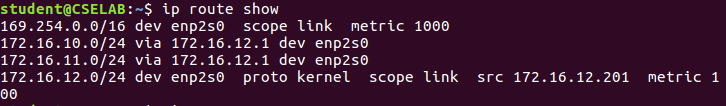 student@CSELAB:~$ ip route show
169.254.0.0/16 dev enp2s0  scope link  metric 1000
172.16.10.0/24 via 172.16.12.1 dev enp2s0
172.16.11.0/24 via 172.16.12.1 dev enp2s0
172.16.12.0/24 dev enp2s0  proto kernel  scope link  src 172.16.12.201  metric 1
00